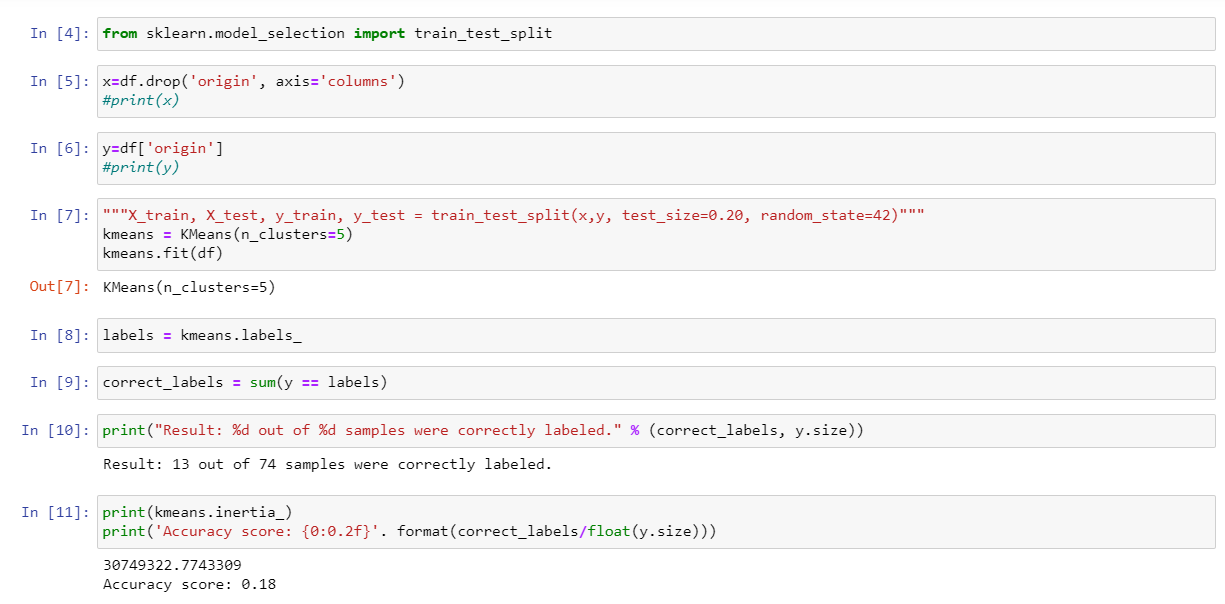 In [4]: from sklearn.model_selection import train_test_split
In [5]: x=df.drop('origin', axis='columns')
#print(x)
In [6]: y=df['origin']
#print(y)
In [7]: """X_train, X_test, y_train, y_test = train_test_split(x,y, test_size=0.20, random_state=42)"""
kmeans = KMeans(n_clusters=5)
kmeans.fit(df)
Out[7]: KMeans(n_clusters=5)
In [8]: labels = kmeans.labels_
In [9]: correct_labels = sum(y == labels)
In [10]: print("Result: %d out of %d samples were correctly labeled." % (correct_labels, y.size))
Result: 13 out of 74 samples were correctly labeled.
In [11]: print(kmeans.inertia_)
print('Accuracy score: {0:0.2f}'. format(correct_labels/float(y.size)))
30749322.7743309
Accuracy score: 0.18